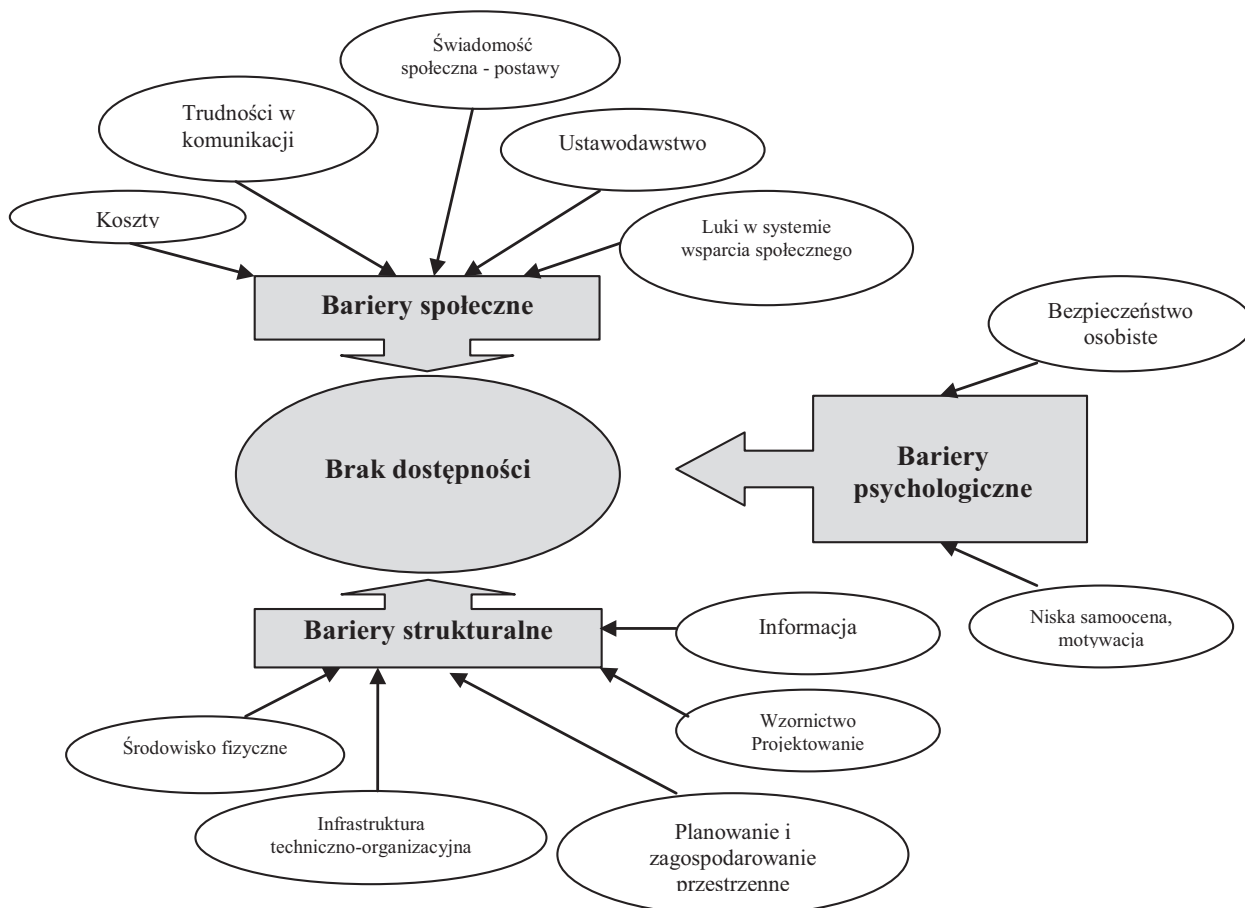 Świadomość
społeczna - postawy
Trudności w
komunikacji
Ustawodawstwo
Koszty
Luki w systemie
wsparcia społecznego
Bariery społeczne
Bezpieczeństwo
osobiste
Brak dostępności
Bariery
psychologiczne
Bariery strukturalne
Informacja
Niska samoocena,
motywacja
Wzornictwo
Projektowanie
Środowisko fizyczne
Infrastruktura
techniczno-organizacyjna
Planowanie i
zagospodarowanie
przestrzenne